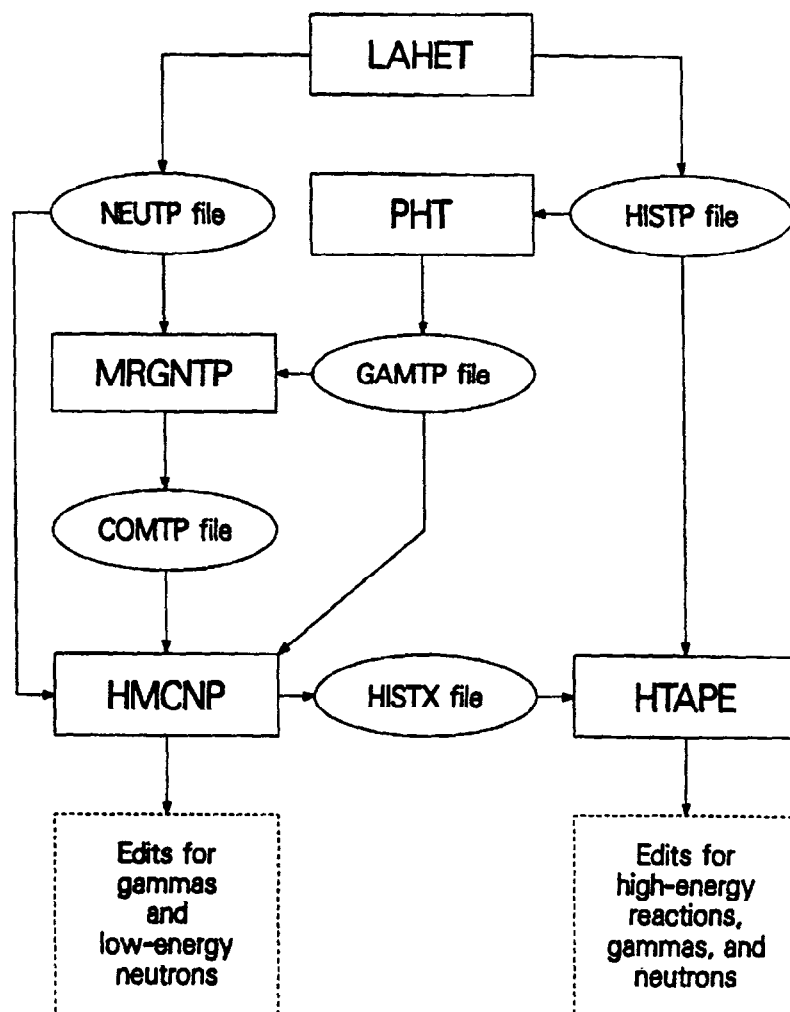 LAHET
NEUTP file
PHT
HISTP file
MRGNTP
GAMTP file
COMTP file
HMCNP
HISTX file
HTAPE
Edits for
gammas
and
low-energy
neutrons
Edits for
high-energy
reactions,
gammas, and
neutrons